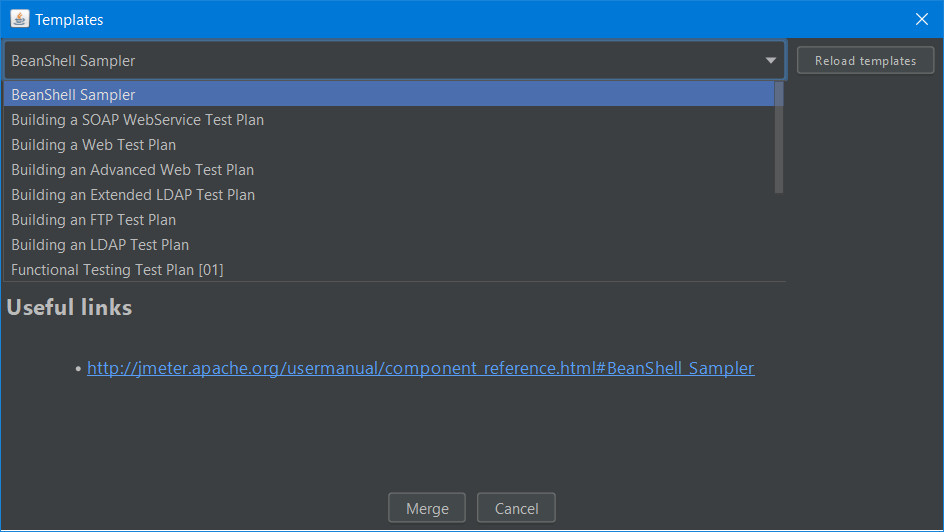 Templates
BeanShell Sampler
Reload templates
BeanShell Sampler
Building a SOAP WebService Test Plan
Building a Web Test Plan
Building an Advanced Web Test Plan
Building an Extended LDAP Test Plan
Building an FTP Test Plan
Building an LDAP Test Plan
Functional Testing Test Plan [01]
Useful links
• http://jmeter.apache.org/usermanual/component_reference.html#BeanShell_Sampler
Merge
Cancel